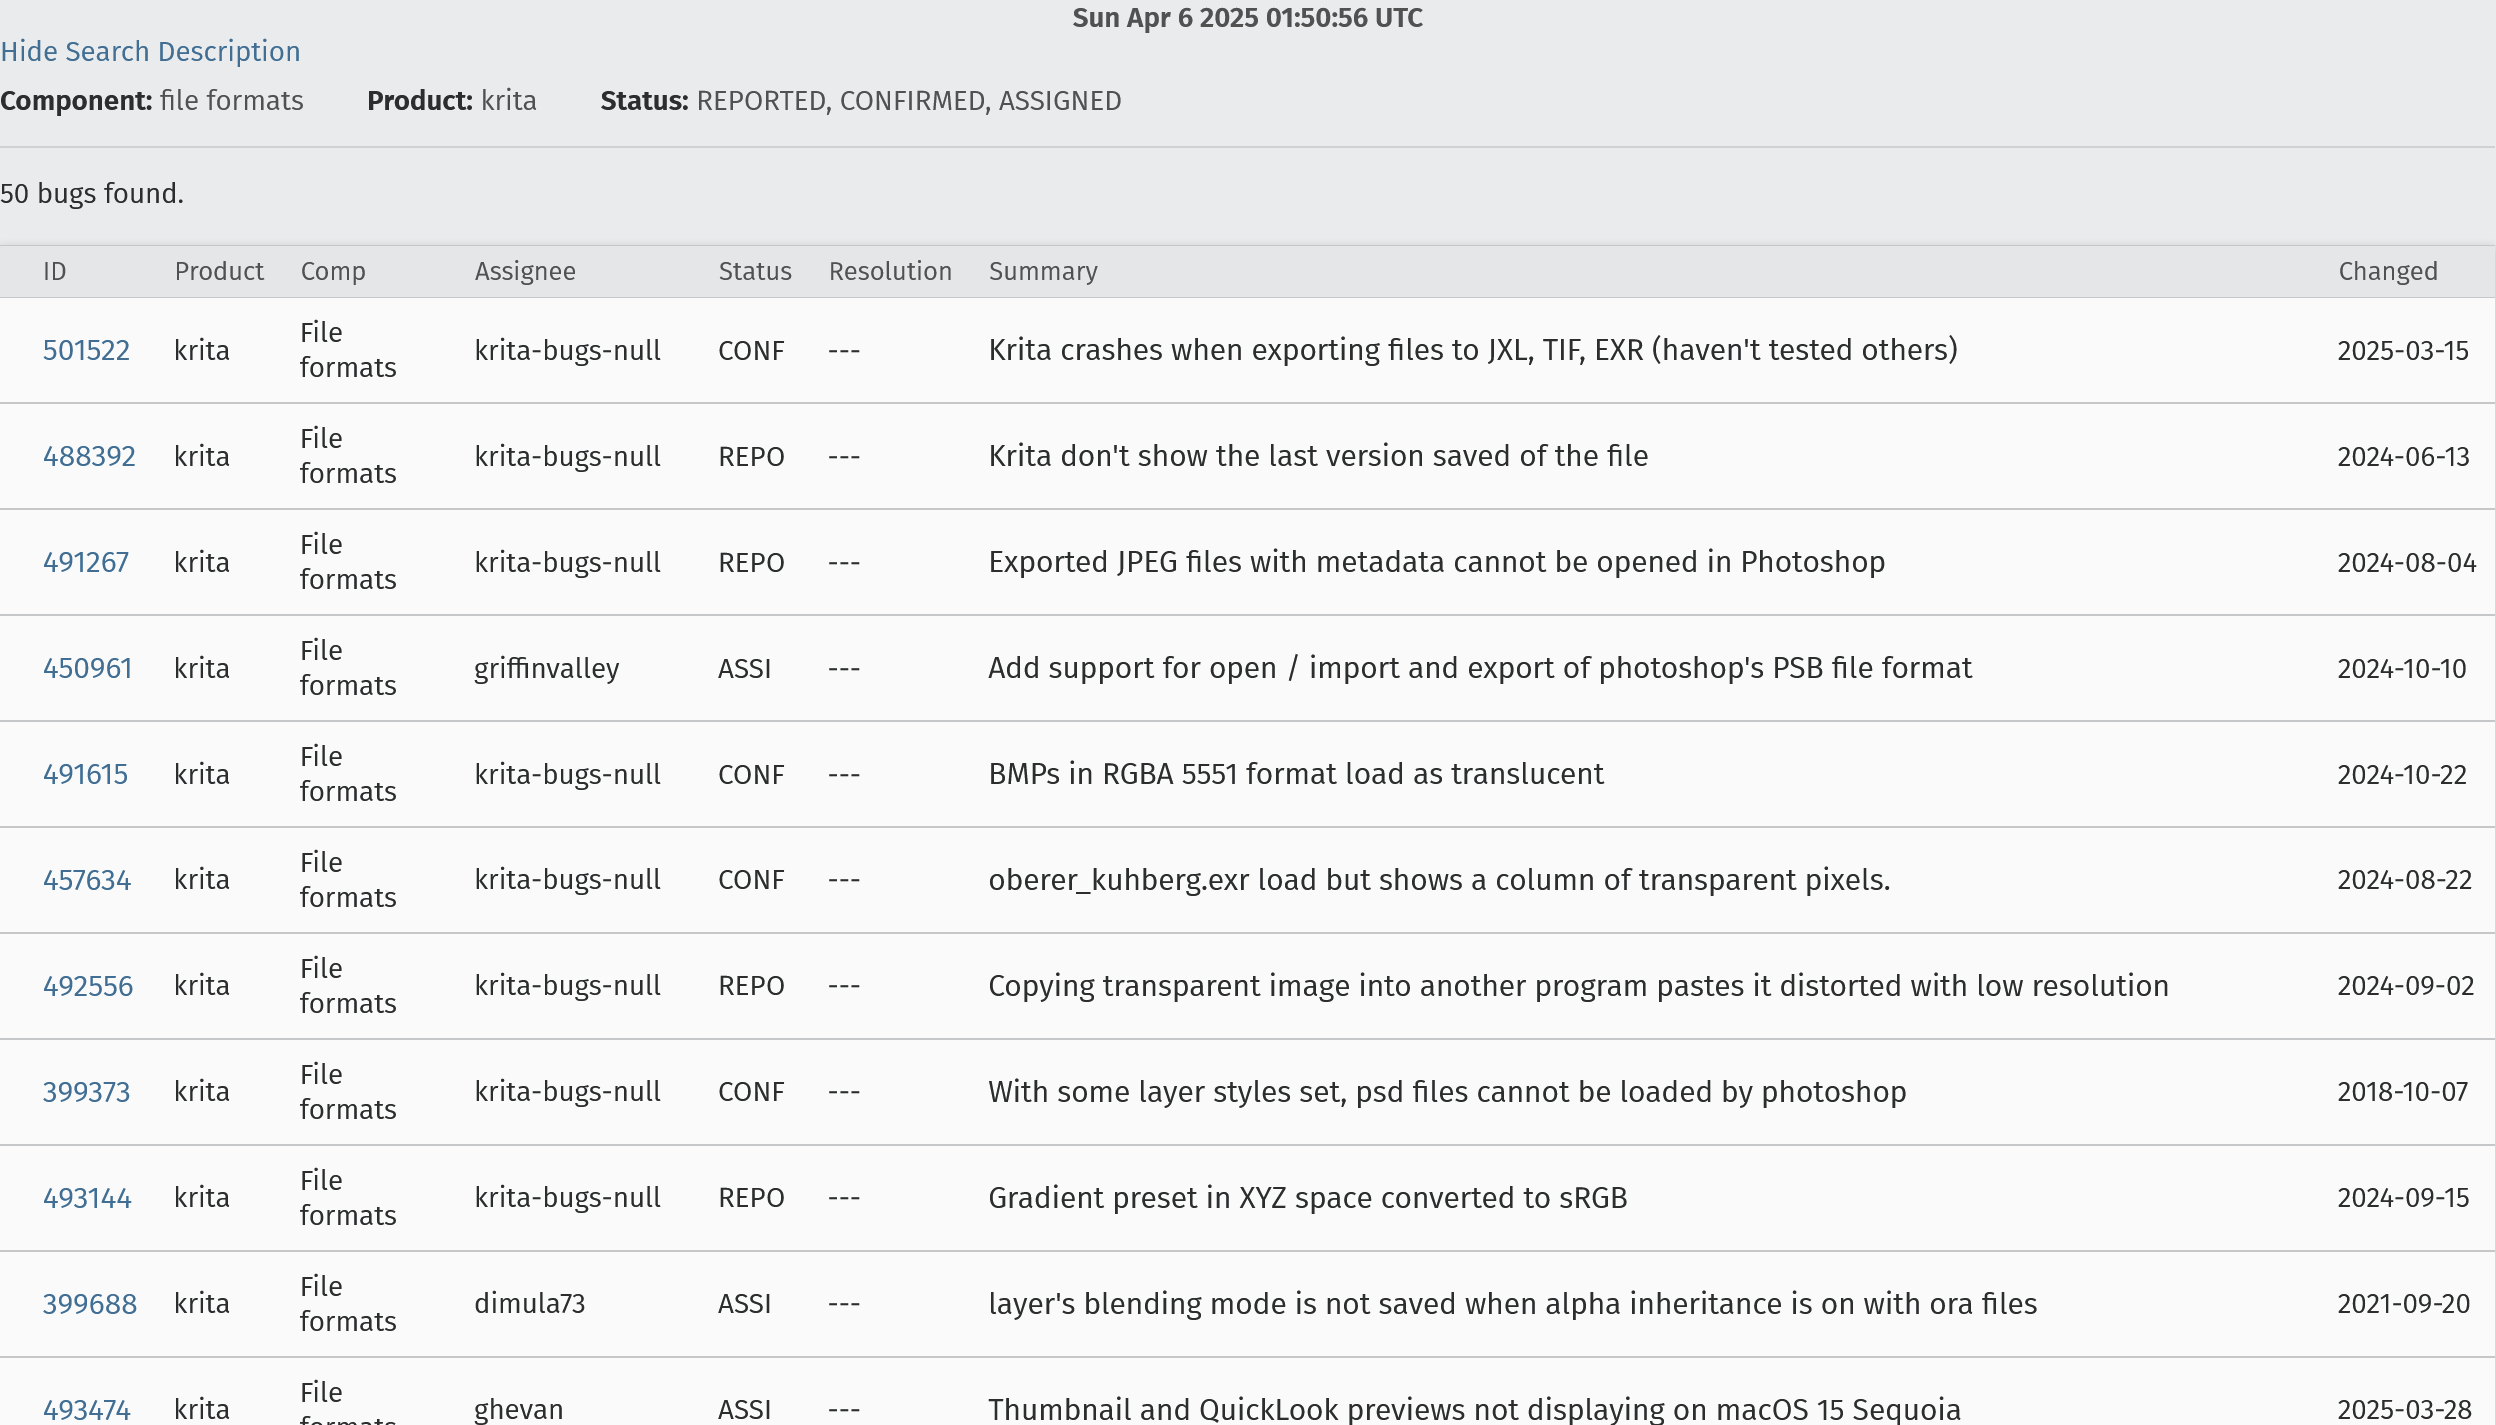 Sun Apr 6 2025 01:50:56 UTC
Hide Search Description
Component: file formats Product: krita Status: REPORTED, CONFIRMED, ASSIGNED
50 bugs found.
ID Product Comp Assignee Status Resolution Summary Changed
501522 krita File formats krita-bugs-null CONF --- Krita crashes when exporting files to JXL, TIF, EXR (haven't tested others) 2025-03-15
488392 krita File formats krita-bugs-null REPO --- Krita don't show the last version saved of the file 2024-06-13
491267 krita File formats krita-bugs-null REPO --- Exported JPEG files with metadata cannot be opened in Photoshop 2024-08-04
450961 krita File formats griffinvalley ASSI --- Add support for open / import and export of photoshop's PSB file format 2024-10-10
491615 krita File formats krita-bugs-null CONF --- BMPs in RGBA 5551 format load as translucent 2024-10-22
457634 krita File formats krita-bugs-null CONF --- oberer_kuhberg.exr load but shows a column of transparent pixels. 2024-08-22
492556 krita File formats krita-bugs-null REPO --- Copying transparent image into another program pastes it distorted with low resolution 2024-09-02
399373 krita File formats krita-bugs-null CONF --- With some layer styles set, psd files cannot be loaded by photoshop 2018-10-07
493144 krita File formats krita-bugs-null REPO --- Gradient preset in XYZ space converted to sRGB 2024-09-15
399688 krita File formats dimula73 ASSI --- layer's blending mode is not saved when alpha inheritance is on with ora files 2021-09-20
493474 krita File formats ghevan ASSI --- Thumbnail and QuickLook previews not displaying on macOS 15 Sequoia 2025-03-28